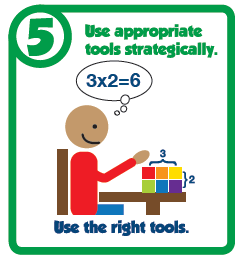 5
Use appropriate
tools strategically.
3x2=6
3
2
Use the right tools.